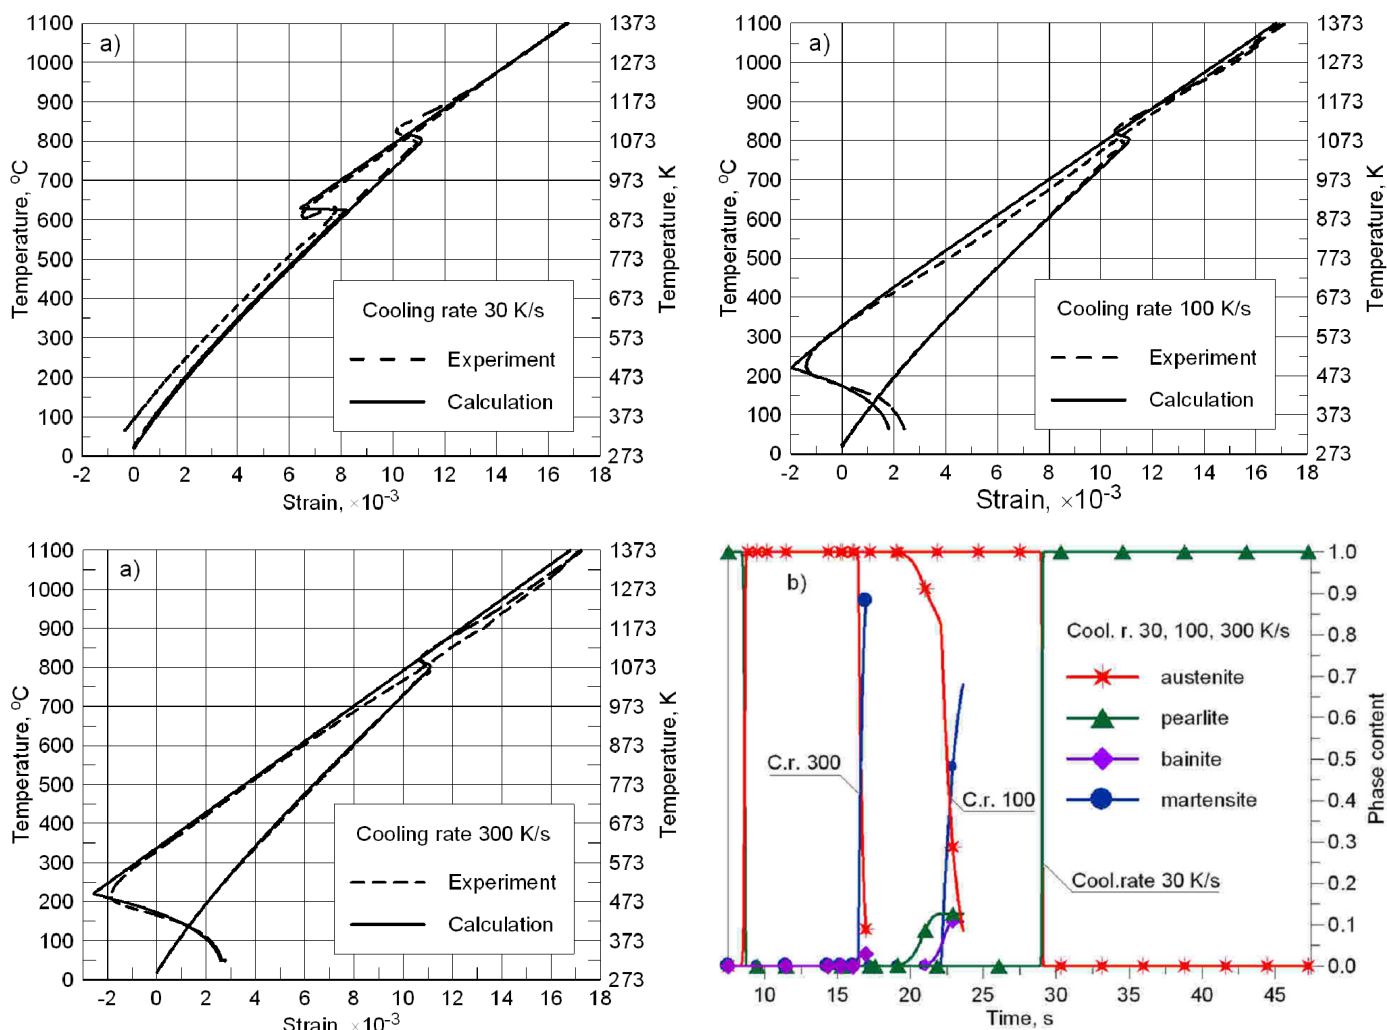 a)
1100
1000
900
800
700
600
500
400
300
200
100
0
Temperature, °C
1373
1273
1173
1073
973
873
773
673
573
473
373
273
Temperature, K
Cooling rate 30 K/s
Experiment
Calculation
-2 0 2 4 6 8 10 12 14 16 18
Strain, ×10⁻³
a)
1100
1000
900
800
700
600
500
400
300
200
100
0
Temperature, °C
1373
1273
1173
1073
973
873
773
673
573
473
373
273
Temperature, K
Cooling rate 100 K/s
Experiment
Calculation
-2 0 2 4 6 8 10 12 14 16 18
Strain, ×10⁻³
a)
1100
1000
900
800
700
600
500
400
300
200
100
0
Temperature, °C
1373
1273
1173
1073
973
873
773
673
573
473
373
273
Temperature, K
Cooling rate 300 K/s
Experiment
Calculation
0 2 4 6 8 10 12 14 16 18
Strain, ×10⁻³
b)
1.0
0.9
0.8
0.7
0.6
0.5
0.4
0.3
0.2
0.1
0.0
Phase content
Cool. r. 30, 100, 300 K/s
austenite
pearlite
bainite
martensite
C.r. 300
C.r. 100
Cool.rate 30 K/s
10 15 20 25 30 35 40 45
Time, s